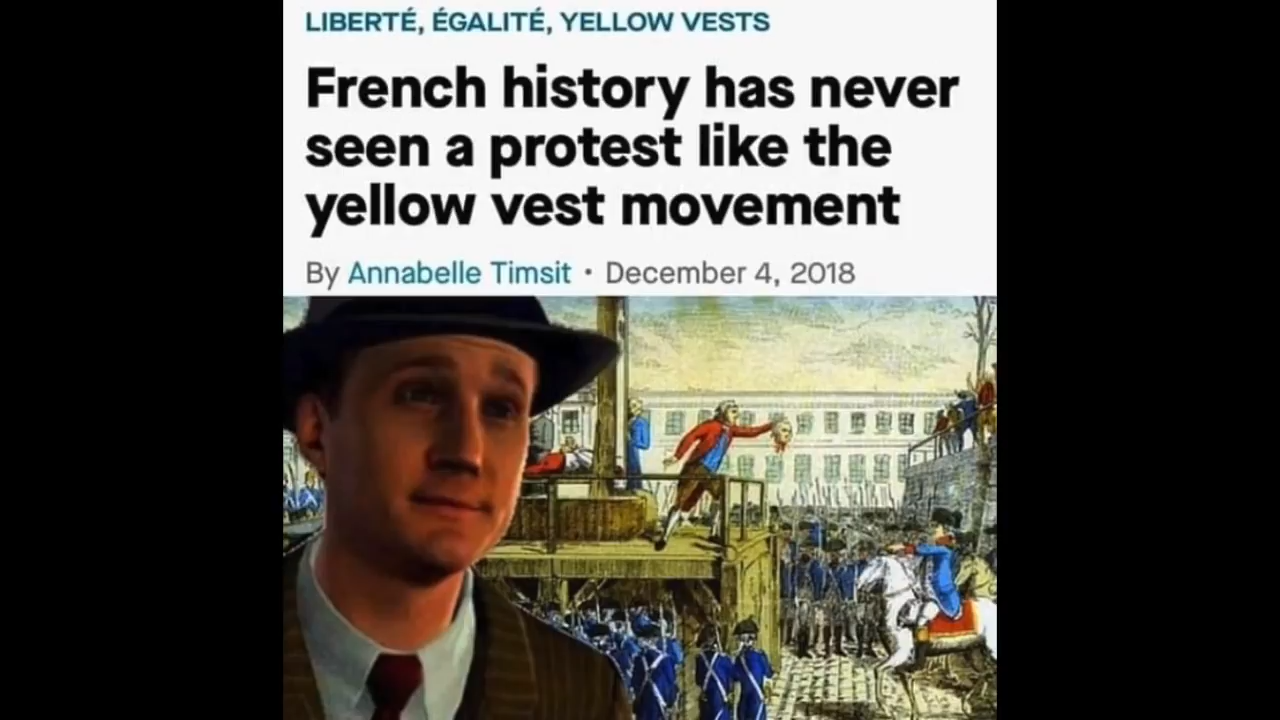 LIBERTÉ, ÉGALITÉ, YELLOW VESTS
French history has never
seen a protest like the
yellow vest movement
By Annabelle Timsit • December 4, 2018